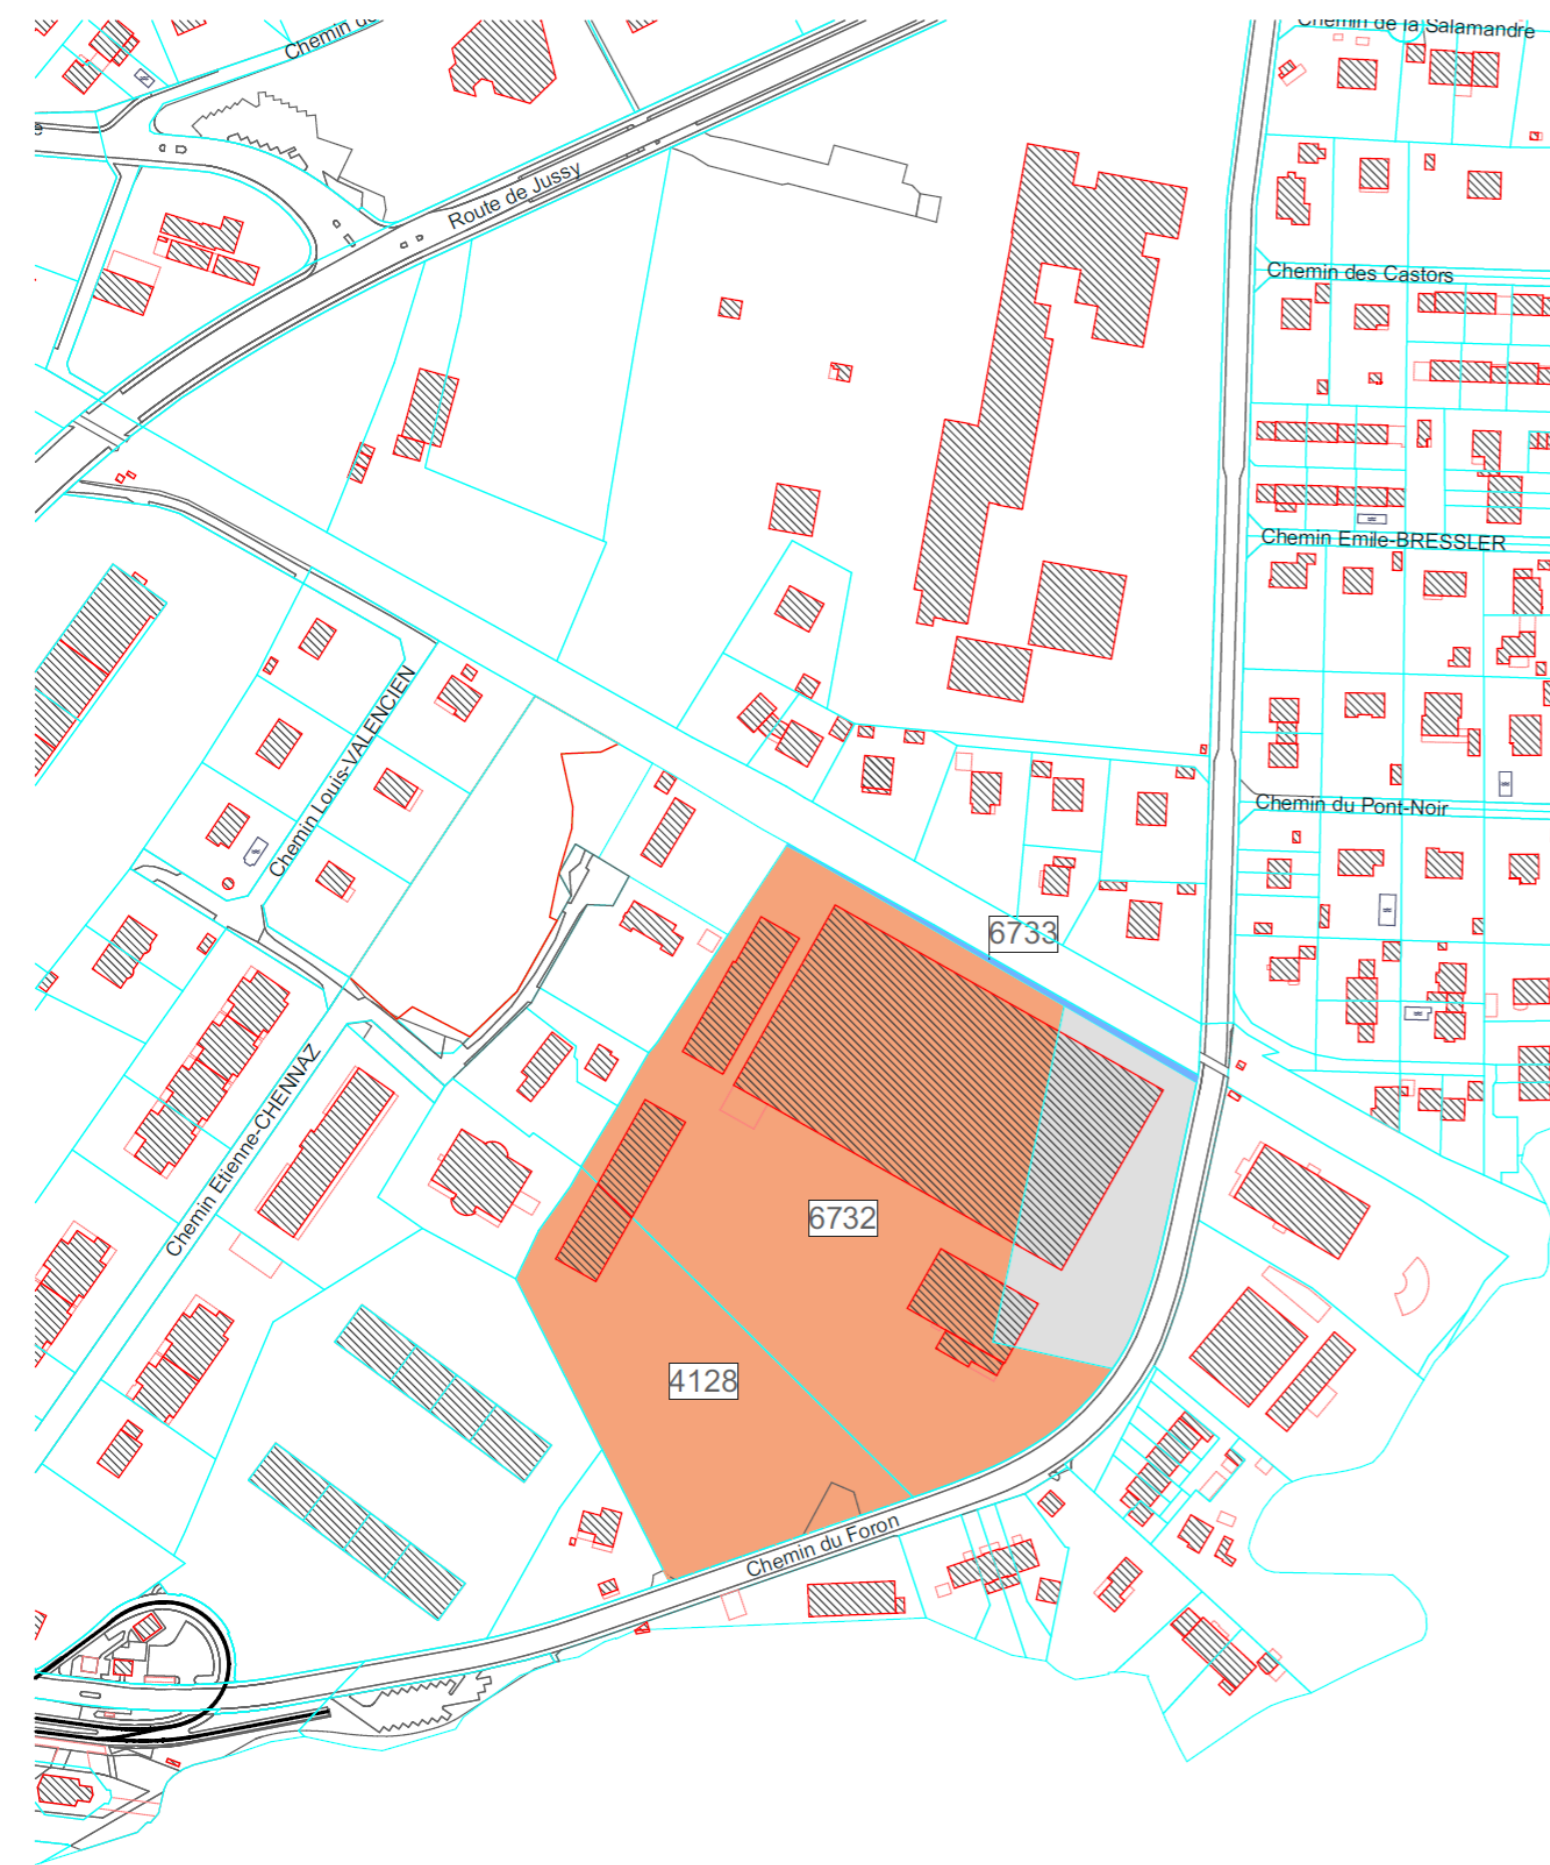 Chemin de la Salamandre
Chemin
Route de Jussy
Chemin des Castors
Chemin Emile-BRESSLER
Chemin Louis-VALENCIEN
Chemin du Pont-Noir
6733
Chemin Etienne-CHENNAZ
6732
4128
Chemin du Foron